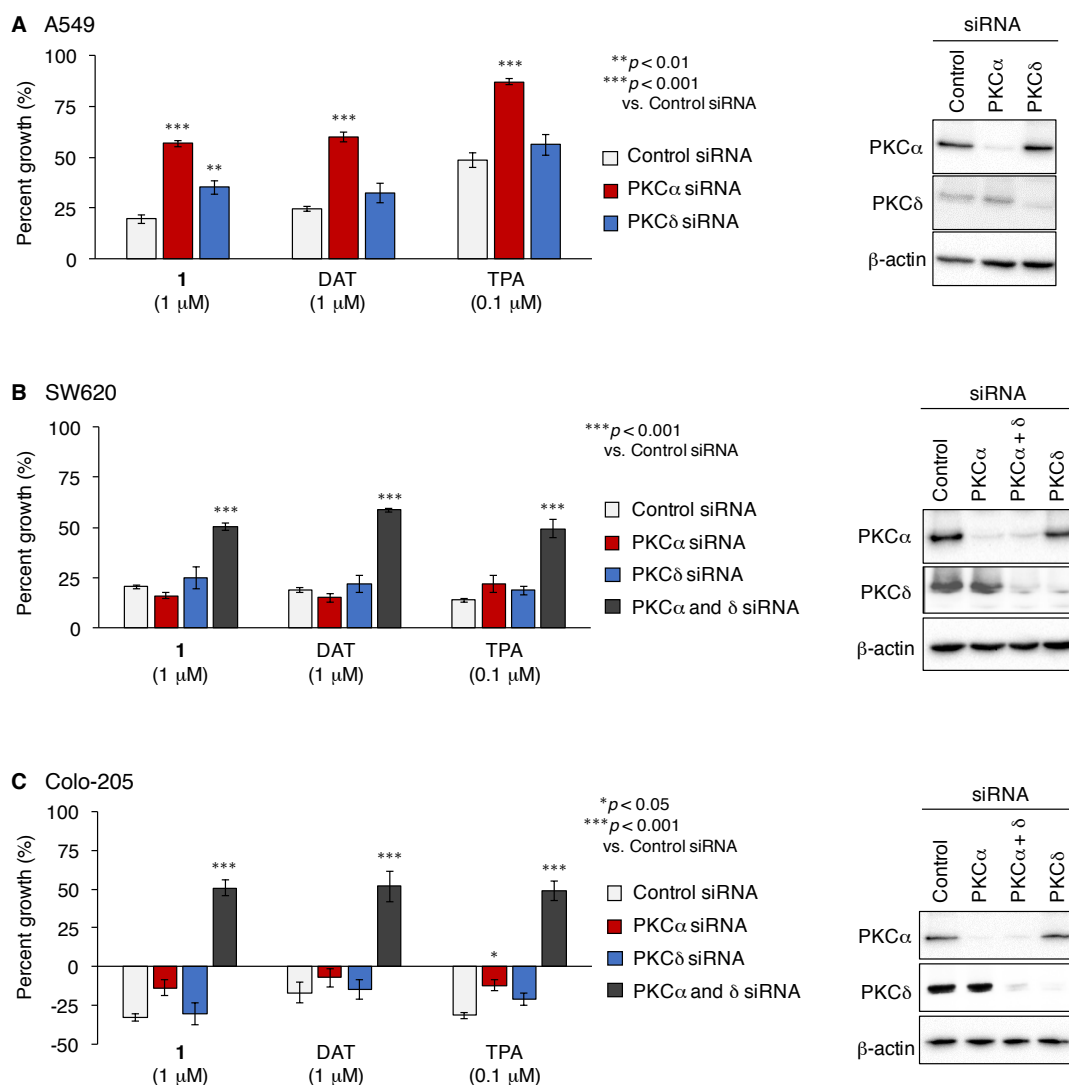 A A549
Percent growth (%)
100
75
50
25
0
***
**
***
***
1
(1 μM)
DAT
(1 μM)
TPA
(0.1 μM)
**p < 0.01
***p < 0.001
vs. Control siRNA
Control siRNA
PKCα siRNA
PKCδ siRNA
siRNA
Control
PKCα
PKCδ
PKCα
PKCδ
β-actin
B SW620
Percent growth (%)
100
75
50
25
0
***
***
***
1
(1 μM)
DAT
(1 μM)
TPA
(0.1 μM)
***p < 0.001
vs. Control siRNA
Control siRNA
PKCα siRNA
PKCδ siRNA
PKCα and δ siRNA
siRNA
Control
PKCα
PKCα + δ
PKCδ
PKCα
PKCδ
β-actin
C Colo-205
Percent growth (%)
100
75
50
25
0
-25
-50
***
***
*
***
1
(1 μM)
DAT
(1 μM)
TPA
(0.1 μM)
*p < 0.05
***p < 0.001
vs. Control siRNA
Control siRNA
PKCα siRNA
PKCδ siRNA
PKCα and δ siRNA
siRNA
Control
PKCα
PKCα + δ
PKCδ
PKCα
PKCδ
β-actin